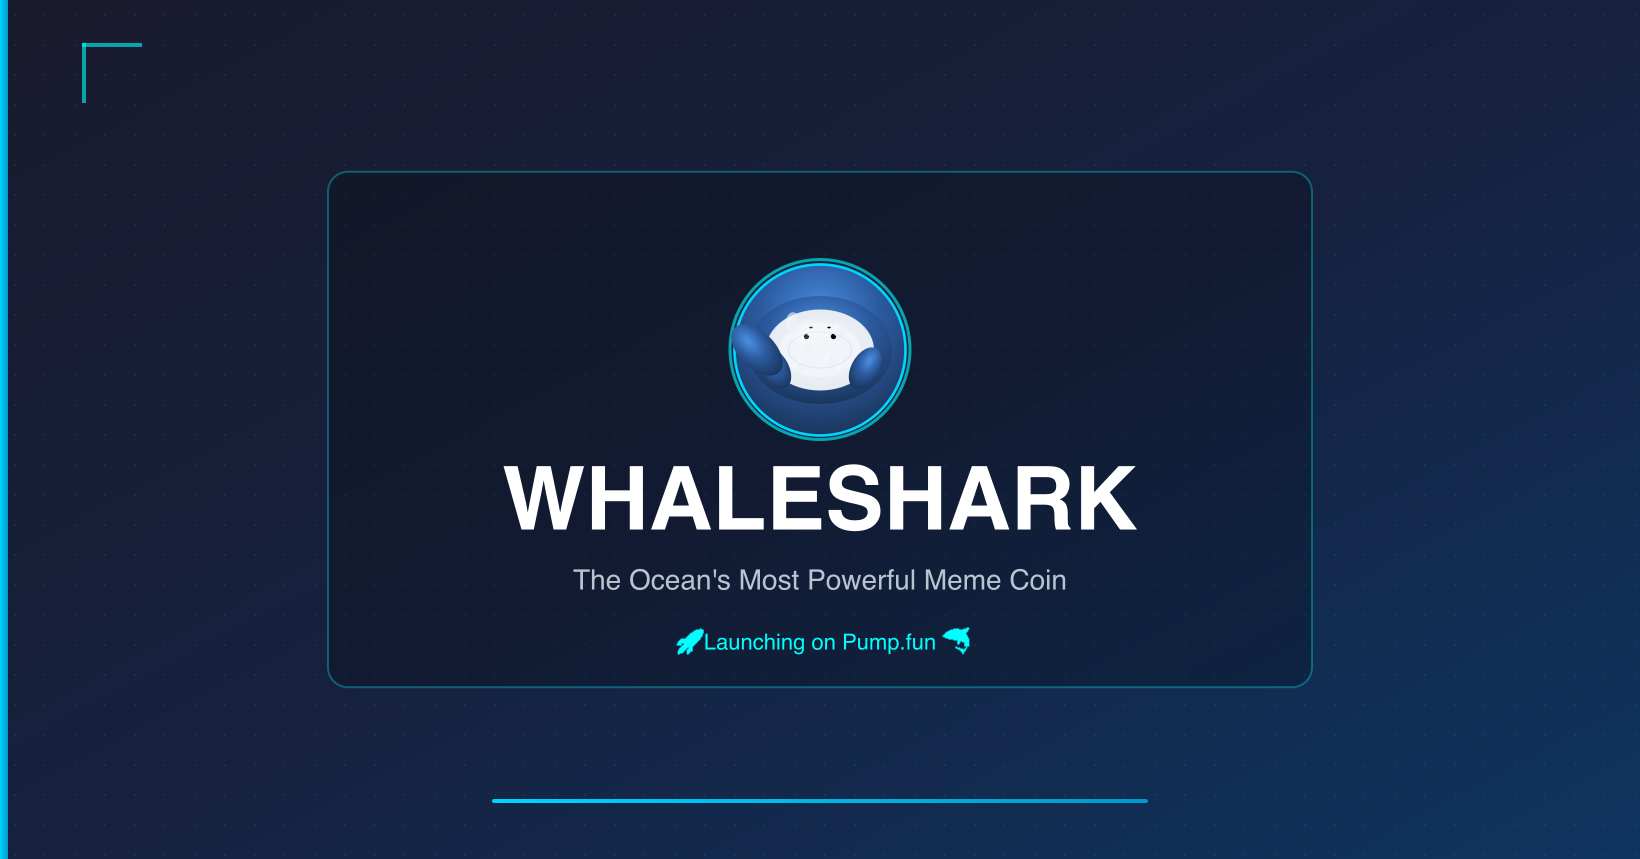 WHALESHARK
The Ocean's Most Powerful Meme Coin
🚀Launching on Pump.fun 🦈